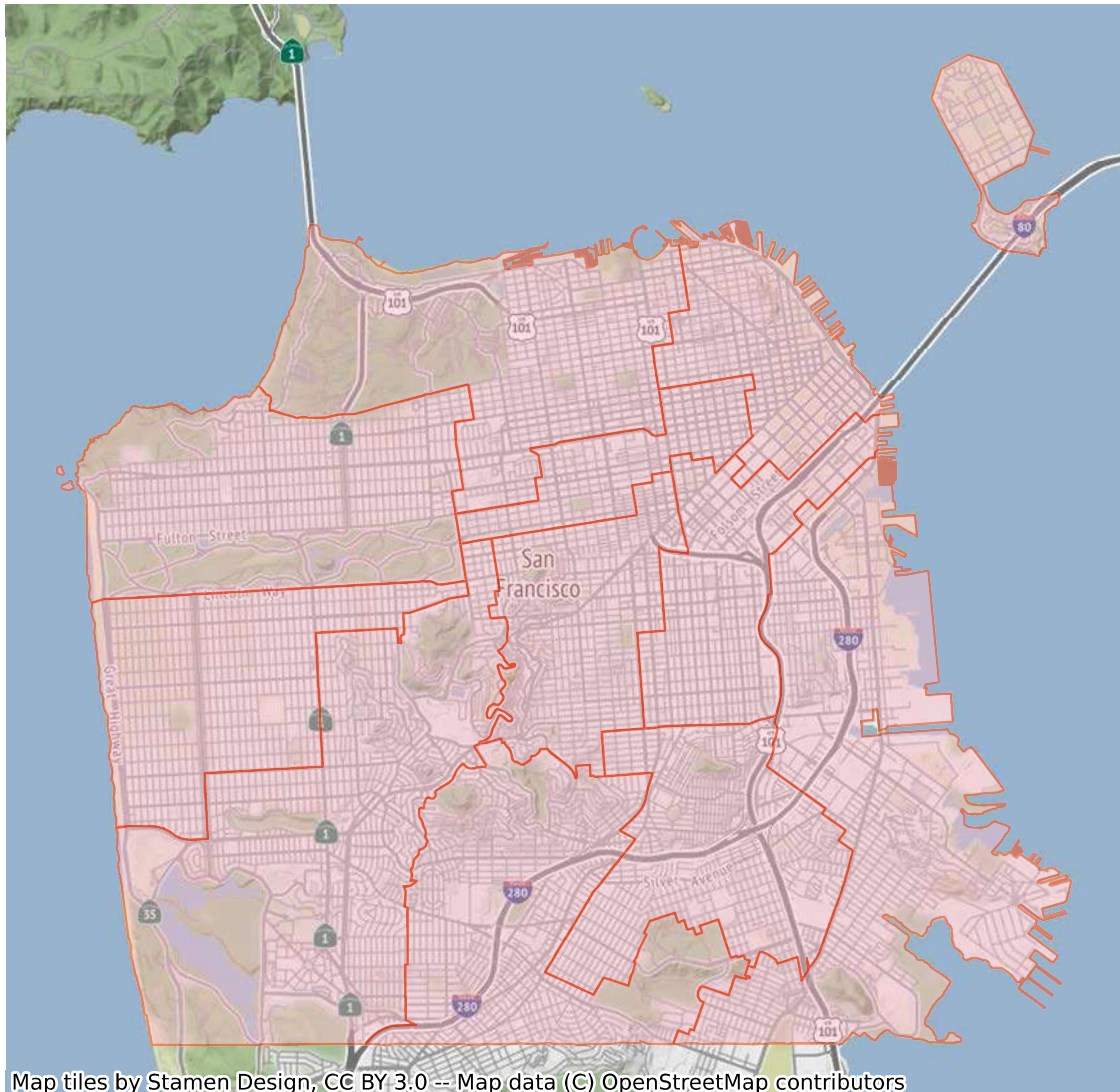 1
80
101
101
101
1
Folsom Street
Fulton Street
San
Francisco
Lincoln Way
280
Great Highway
1
101
1
280
Silver Avenue
35
1
1
280
101
Map tiles by Stamen Design, CC BY 3.0 -- Map data (C) OpenStreetMap contributors